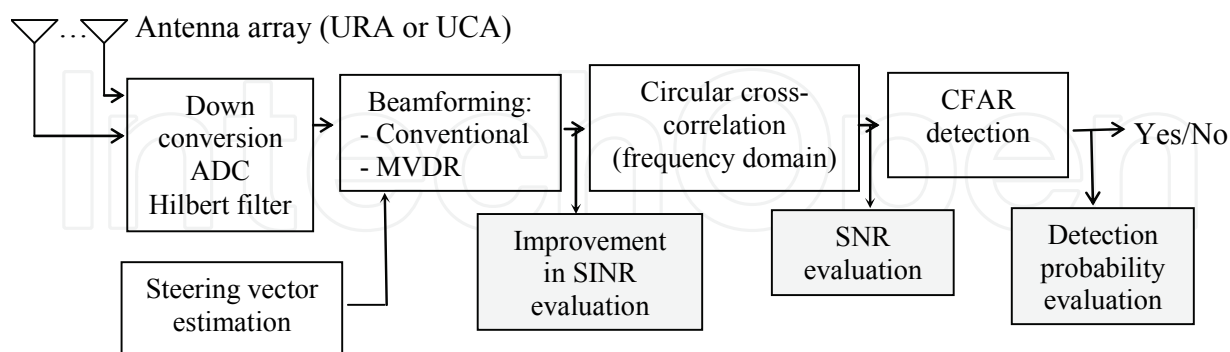 … Antenna array (URA or UCA)
Down
conversion
ADC
Hilbert filter
Beamforming:
- Conventional
- MVDR
Circular cross-
correlation
(frequency domain)
CFAR
detection
Yes/No
Steering vector
estimation
Improvement
in SINR
evaluation
SNR
evaluation
Detection
probability
evaluation
IntechOpen